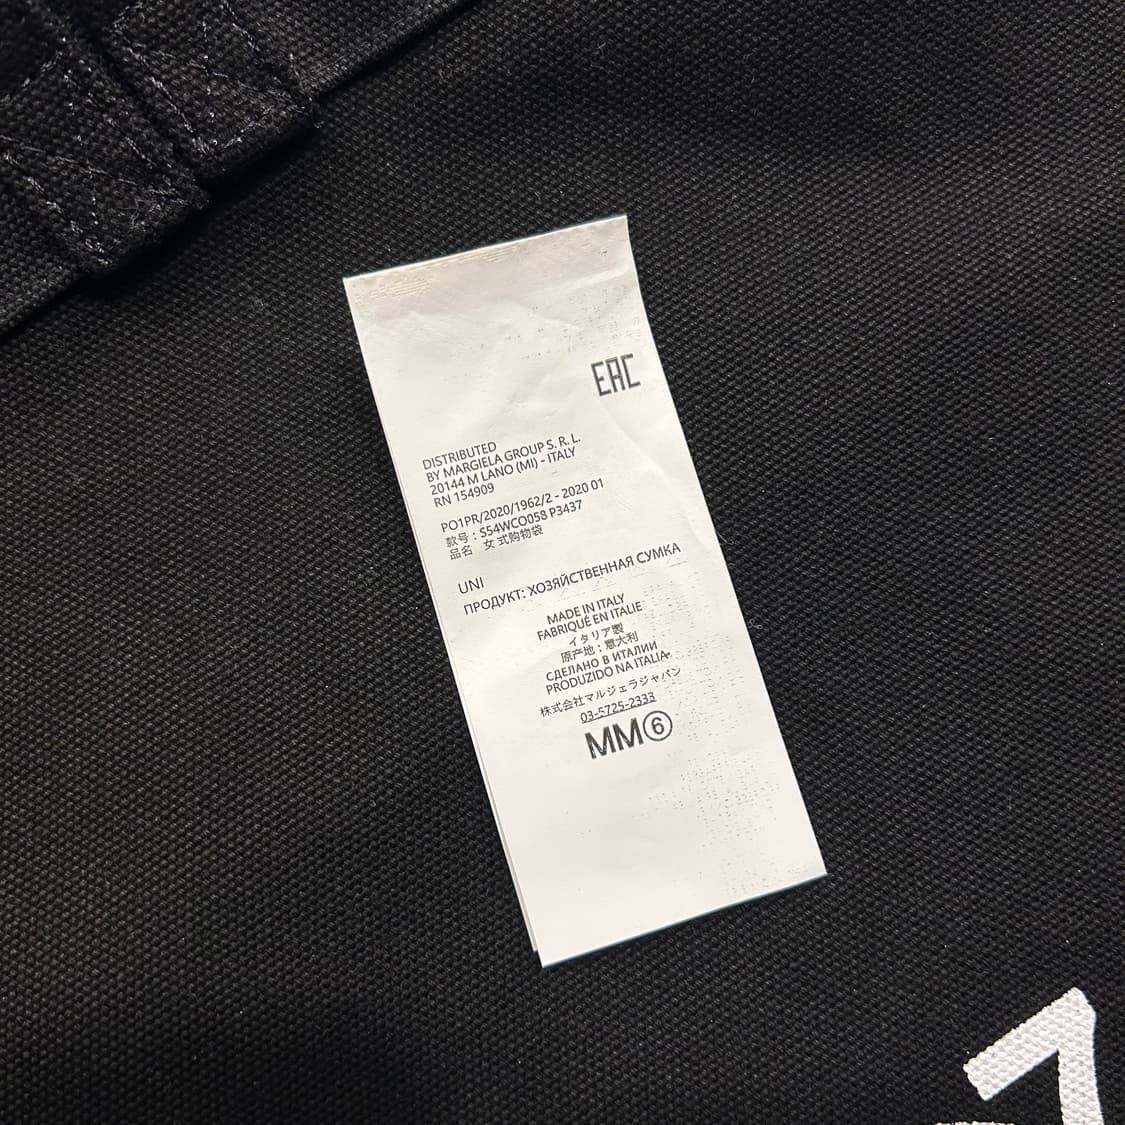 EAC
DISTRIBUTED
BY MARGIELA GROUP S. R. L.
20144 M LANO (MI) - ITALY
RN 154909
PO1PR/2020/1962/2 - 2020 01
款号：S54WCO058 P3437
品名 女 式购物袋
UNI
ПРОДУКТ: ХОЗЯЙСТВЕННАЯ СУМКА
MADE IN ITALY
FABRIQUÉ EN ITALIE
イタリア製
原产地：意大利
СДЕЛАНО В ИТАЛИИ
PRODUZIDO NA ITALIA
株式会社マルジェラジャパン
03-5725-2333
MM⑥